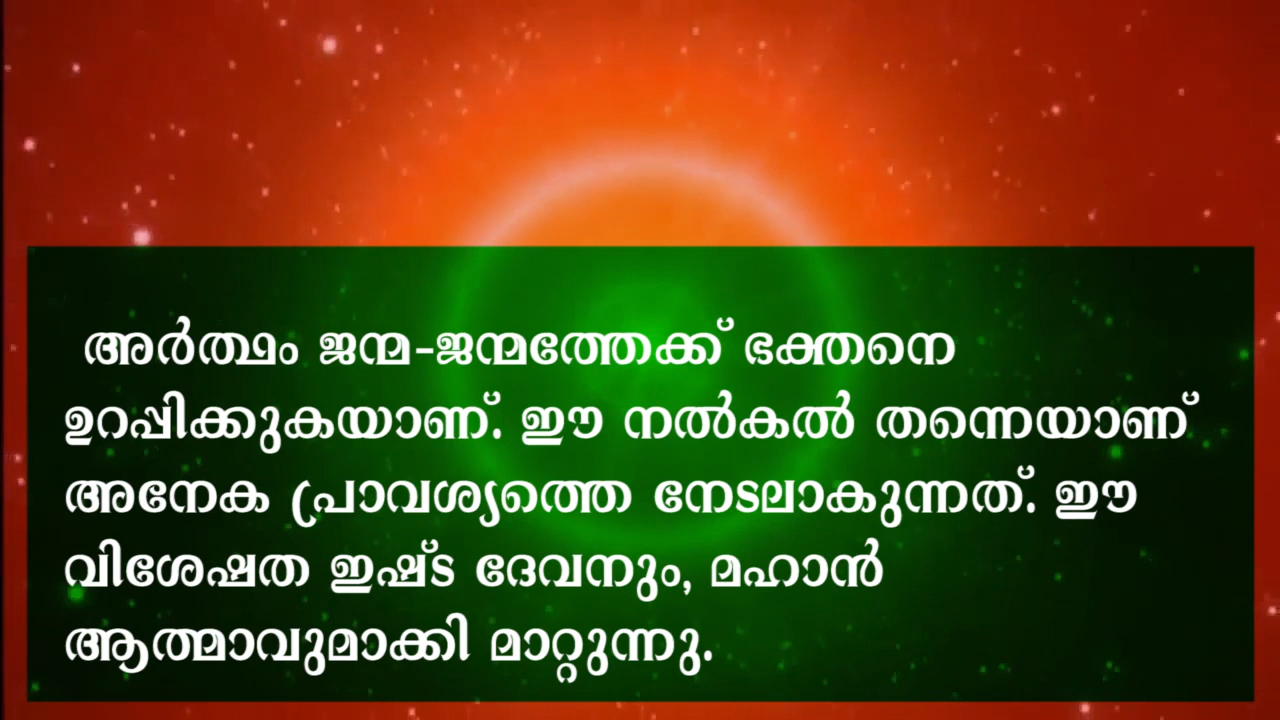 അർത്ഥം ജന്മ-ജന്മത്തേക്ക് ഭക്തനെ
ഉറപ്പിക്കുകയാണ്. ഈ നൽകൽ തന്നെയാണ്
അനേക പ്രാവശ്യത്തെ നേടലാകുന്നത്. ഈ
വിശേഷത ഇഷ്ട ദേവനും, മഹാൻ
ആത്മാവുമാക്കി മാറ്റുന്നു.